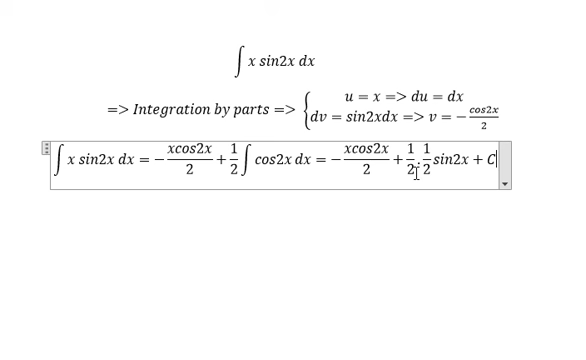 ∫ x sin2x dx
=> Integration by parts => { u = x => du = dx
dv = sin2xdx => v = − cos2x/2
∫ x sin2x dx = − xcos2x/2 + 1/2 ∫ cos2x dx = − xcos2x/2 + 1/2 . 1/2 sin2x + C